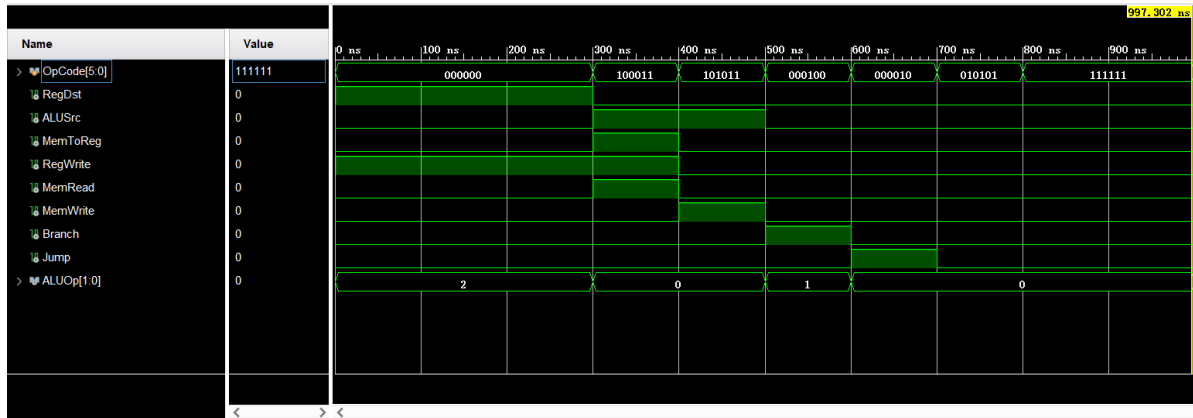 997.302 ns
Name Value
0 ns 100 ns 200 ns 300 ns 400 ns 500 ns 600 ns 700 ns 800 ns 900 ns
OpCode[5:0] 111111 000000 100011 101011 000100 000010 010101 111111
RegDst 0
ALUSrc 0
MemToReg 0
RegWrite 0
MemRead 0
MemWrite 0
Branch 0
Jump 0
ALUOp[1:0] 0 2 0 1 0